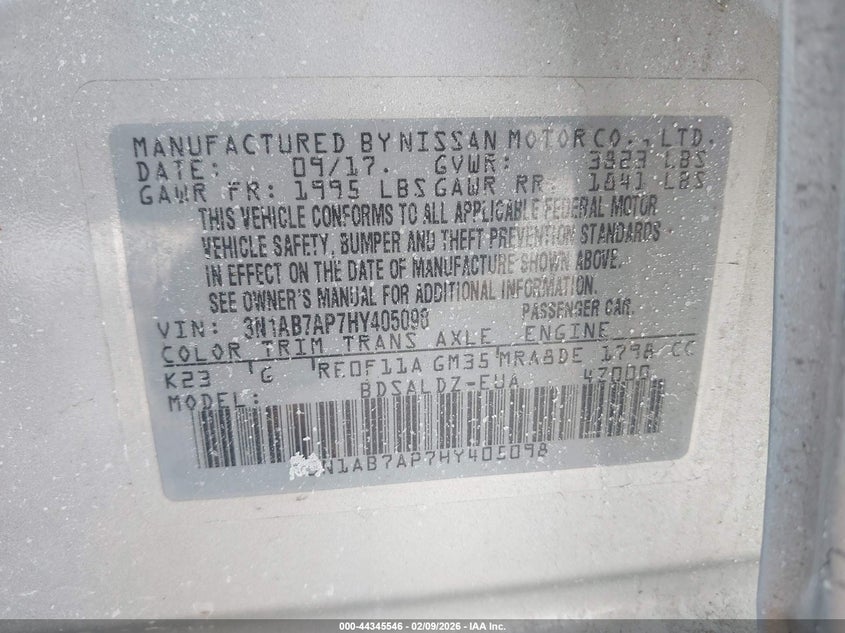 MANUFACTURED BY NISSAN MOTOR CO., LTD.
DATE: 09/17. GVWR: 3823 LBS
GAWR FR: 1995 LBS GAWR RR: 1841 LBS
THIS VEHICLE CONFORMS TO ALL APPLICABLE FEDERAL MOTOR
VEHICLE SAFETY, BUMPER AND THEFT PREVENTION STANDARDS
IN EFFECT ON THE DATE OF MANUFACTURE SHOWN ABOVE.
SEE OWNER'S MANUAL FOR ADDITIONAL INFORMATION.
VIN: 3N1AB7AP7HY405098 PASSENGER CAR.
COLOR TRIM TRANS AXLE ENGINE
K23 G RE0F11A GM35 MRA8DE 1798 CC
MODEL: BDSALDZ-EUA 47000
N1AB7AP7HY405098
000-44345546 - 02/09/2026 - IAA Inc.